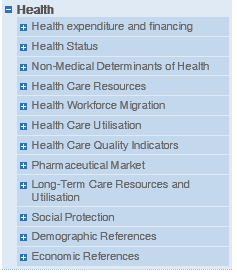 Health
Health expenditure and financing
Health Status
Non-Medical Determinants of Health
Health Care Resources
Health Workforce Migration
Health Care Utilisation
Health Care Quality Indicators
Pharmaceutical Market
Long-Term Care Resources and
Utilisation
Social Protection
Demographic References
Economic References